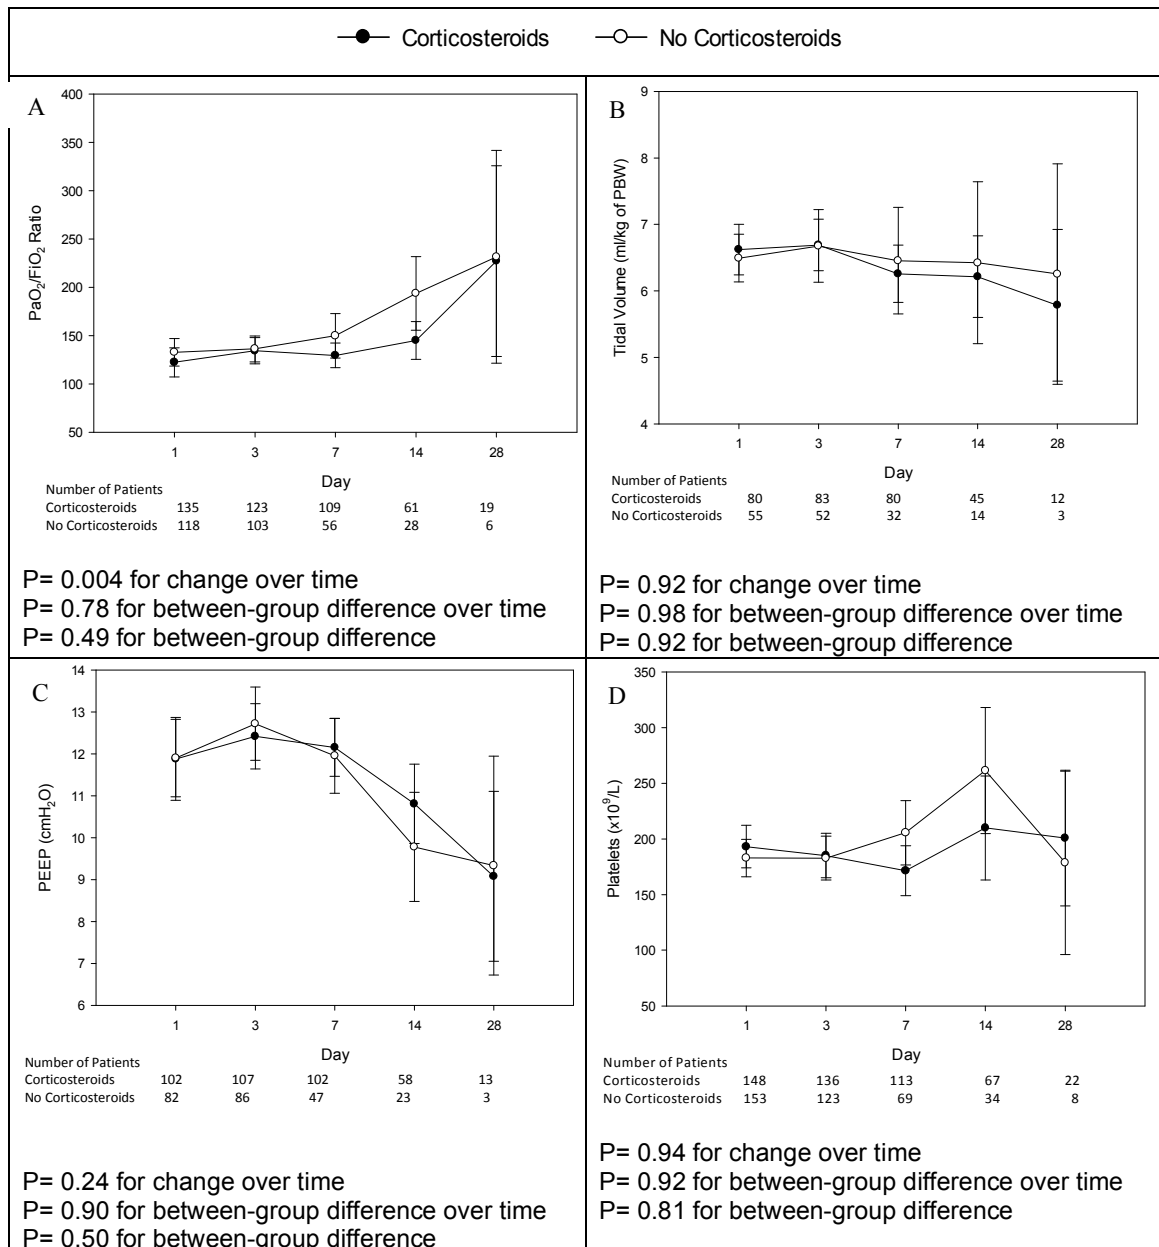 Corticosteroids No Corticosteroids
A
400
350
300
250
200
150
100
50
PaO₂/FiO₂ Ratio
1 3 7 14 28
Day
Number of Patients
Corticosteroids 135 123 109 61 19
No Corticosteroids 118 103 56 28 6
P= 0.004 for change over time
P= 0.78 for between-group difference over time
P= 0.49 for between-group difference
B
9
8
7
6
5
4
Tidal Volume (ml/kg of PBW)
1 3 7 14 28
Day
Number of Patients
Corticosteroids 80 83 80 45 12
No Corticosteroids 55 52 32 14 3
P= 0.92 for change over time
P= 0.98 for between-group difference over time
P= 0.92 for between-group difference
C
14
13
12
11
10
9
8
7
6
PEEP (cmH₂O)
1 3 7 14 28
Day
Number of Patients
Corticosteroids 102 107 102 58 13
No Corticosteroids 82 86 47 23 3
P= 0.24 for change over time
P= 0.90 for between-group difference over time
P= 0.50 for between-group difference
D
350
300
250
200
150
100
50
Platelets (x10⁹/L)
1 3 7 14 28
Day
Number of Patients
Corticosteroids 148 136 113 67 22
No Corticosteroids 153 123 69 34 8
P= 0.94 for change over time
P= 0.92 for between-group difference over time
P= 0.81 for between-group difference